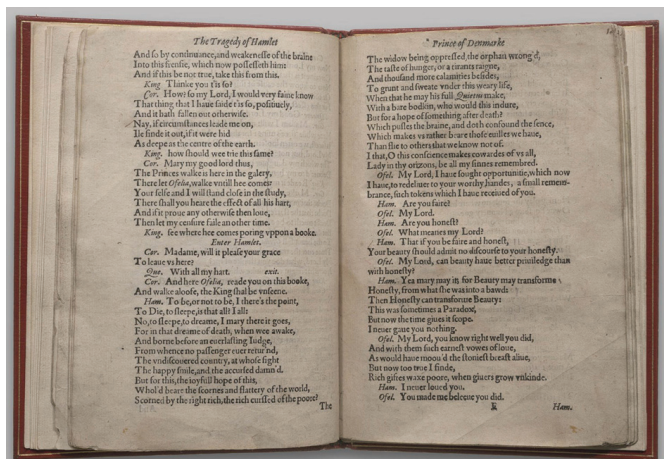 The Tragedy of Hamlet
And so by continuance, and weakenesse of the braine
Into this frensie, which now possesseth him:
And if this be not true, take this from this.
King Thinke you t'is so?
Cor. How? so my Lord, I would very faine know
That thing that I haue saide t'is so, positiuely,
And it hath fallen out otherwise.
Nay, if circumstances leade me on,
Ile finde it out, if it were hid
As deepe as the centre of the earth.
King. how should wee trie this same?
Cor. Mary my good lord thus,
The Princes walke is here in the galery,
There let Ofelia, walke vntill hee comes:
Your selfe and I will stand close in the study,
There shall you heare the effect of all his hart,
And if it proue any otherwise then loue,
Then let my censure faile an other time.
King. see where hee comes poring vppon a booke.
Enter Hamlet.
Cor. Madame, will it please your grace
To leaue vs here?
Que. With all my hart. exit.
Cor. And here Ofelia, reade you on this booke,
And walke aloofe, the King shal be vnseene.
Ham. To be, or not to be, I there's the point,
To Die, to sleepe, is that all? I all:
No, to sleepe, to dreame, I mary there it goes,
For in that dreame of death, when wee awake,
And borne before an euerlasting Iudge,
From whence no passenger euer retur'nd,
The vndiscouered country, at whose sight
The happy smile, and the accursed damn'd.
But for this, the ioyfull hope of this,
Whol'd beare the scornes and flattery of the world,
Scorned by the right rich, the rich curssed of the poore?
The
Prince of Denmarke
The widow being oppressed, the orphan wrong'd,
The taste of hunger, or a tirants raigne,
And thousand more calamities besides,
To grunt and sweate vnder this weary life,
When that he may his full Quietus make,
With a bare bodkin, who would this indure,
But for a hope of something after death?
Which pusles the braine, and doth confound the sence,
Which makes vs rather beare those euilles we haue,
Than flie to others that we know not of.
I that, O this conscience makes cowardes of vs all,
Lady in thy orizons, be all my sinnes remembred.
Ofel. My Lord, I haue sought opportunitie, which now
I haue, to redeliuer to your worthy handes, a small remem-
brance, such tokens which I haue receiued of you.
Ham. Are you faire?
Ofel. My Lord.
Ham. Are you honest?
Ofel. What meanes my Lord?
Ham. That if you be faire and honest,
Your beauty should admit no discourse to your honesty.
Ofel. My Lord, can beauty haue better priuiledge than
with honesty?
Ham. Yea mary may it; for Beauty may transforme
Honesty, from what she was into a bawd:
Then Honesty can transforme Beauty:
This was sometimes a Paradox,
But now the time giues it scope.
I neuer gaue you nothing.
Ofel. My Lord, you know right well you did,
And with them such earnest vowes of loue,
As would haue moou'd the stoniest breast aliue,
But now too true I finde,
Rich giftes waxe poore, when giuers grow vnkinde.
Ham. I neuer loued you.
Ofel. You made me beleeue you did.
Ham.